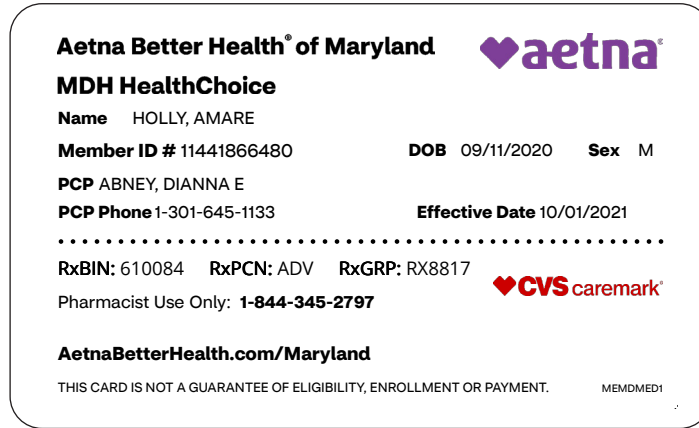 Aetna Better Health® of Maryland
aetna®
MDH HealthChoice
Name HOLLY, AMARE
Member ID # 11441866480 DOB 09/11/2020 Sex M
PCP ABNEY, DIANNA E
PCP Phone 1-301-645-1133 Effective Date 10/01/2021
RxBIN: 610084 RxPCN: ADV RxGRP: RX8817
CVS caremark®
Pharmacist Use Only: 1-844-345-2797
AetnaBetterHealth.com/Maryland
THIS CARD IS NOT A GUARANTEE OF ELIGIBILITY, ENROLLMENT OR PAYMENT. MEMDMED1